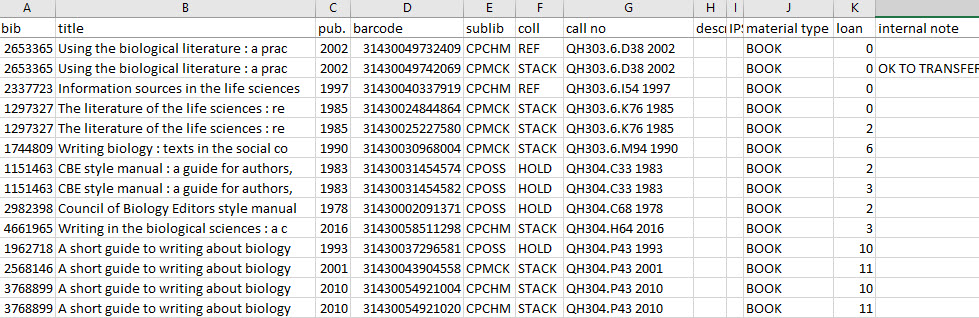 A B C D E F G H I J K
bib title pub. barcode sublib coll call no descr IPS material type loan internal note
2653365 Using the biological literature : a prac 2002 31430049732409 CPCHM REF QH303.6.D38 2002 BOOK 0
2653365 Using the biological literature : a prac 2002 31430049742069 CPMCK STACK QH303.6.D38 2002 BOOK 0 OK TO TRANSFER
2337723 Information sources in the life sciences 1997 31430040337919 CPCHM REF QH303.6.I54 1997 BOOK 0
1297327 The literature of the life sciences : re 1985 31430024844864 CPMCK STACK QH303.6.K76 1985 BOOK 0
1297327 The literature of the life sciences : re 1985 31430025227580 CPMCK STACK QH303.6.K76 1985 BOOK 2
1744809 Writing biology : texts in the social co 1990 31430030968004 CPMCK STACK QH303.6.M94 1990 BOOK 6
1151463 CBE style manual : a guide for authors, 1983 31430031454574 CPOSS HOLD QH304.C33 1983 BOOK 2
1151463 CBE style manual : a guide for authors, 1983 31430031454582 CPOSS HOLD QH304.C33 1983 BOOK 3
2982398 Council of Biology Editors style manual 1978 31430002091371 CPOSS HOLD QH304.C68 1978 BOOK 2
4661965 Writing in the biological sciences : a c 2016 31430058511298 CPCHM STACK QH304.H64 2016 BOOK 3
1962718 A short guide to writing about biology 1993 31430037296581 CPOSS HOLD QH304.P43 1993 BOOK 10
2568146 A short guide to writing about biology 2001 31430043904558 CPMCK STACK QH304.P43 2001 BOOK 11
3768899 A short guide to writing about biology 2010 31430054921004 CPCHM STACK QH304.P43 2010 BOOK 10
3768899 A short guide to writing about biology 2010 31430054921020 CPCHM STACK QH304.P43 2010 BOOK 11